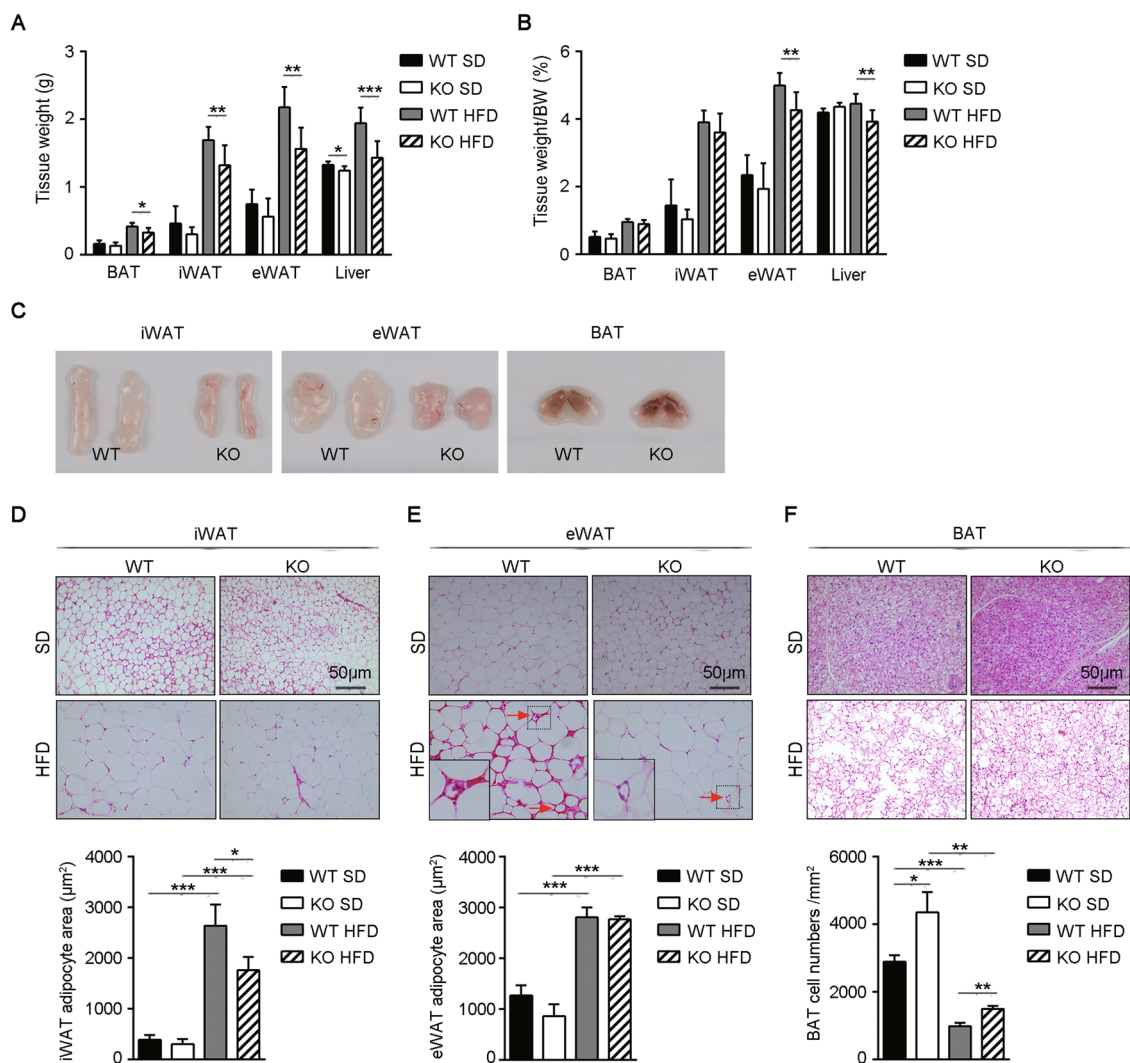 A
Tissue weight (g)
3
2
1
0
BAT
iWAT
eWAT
Liver
*
**
**
*
***
WT SD
KO SD
WT HFD
KO HFD
B
Tissue weight/BW (%)
6
4
2
0
BAT
iWAT
eWAT
Liver
**
**
WT SD
KO SD
WT HFD
KO HFD
C
iWAT
eWAT
BAT
WT
KO
WT
KO
WT
KO
D
iWAT
WT
KO
SD
50µm
HFD
iWAT adipocyte area (µm²)
4000
3000
2000
1000
0
***
***
*
WT SD
KO SD
WT HFD
KO HFD
E
eWAT
WT
KO
SD
50µm
HFD
eWAT adipocyte area (µm²)
4000
3000
2000
1000
0
***
***
WT SD
KO SD
WT HFD
KO HFD
F
BAT
WT
KO
SD
50µm
HFD
BAT cell numbers /mm²
6000
4000
2000
0
***
*
**
**
WT SD
KO SD
WT HFD
KO HFD